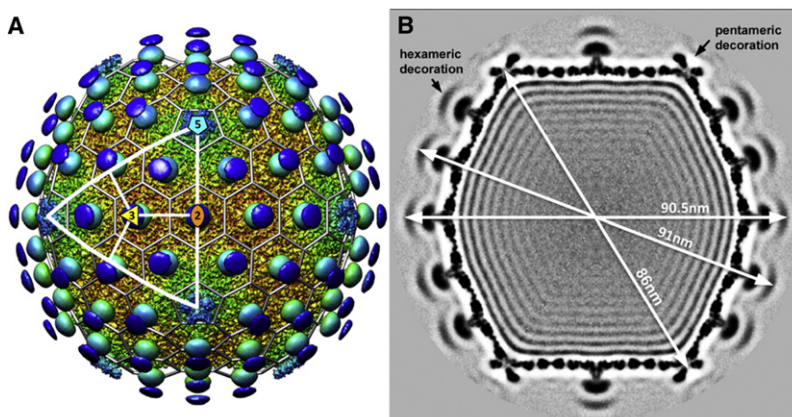 A
5
3
2
B
hexameric
decoration
pentameric
decoration
90.5nm
91nm
86nm